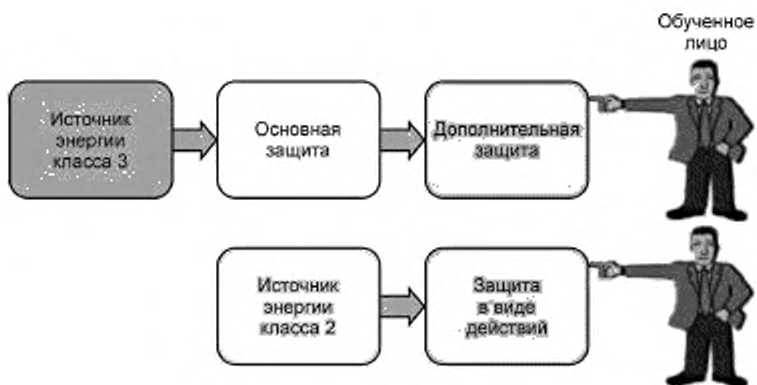 Обученное
лицо
Источник
энергии
класса 3
Основная
защита
Дополнительная
защита
Источник
энергии
класса 2
Защита
в виде
действий